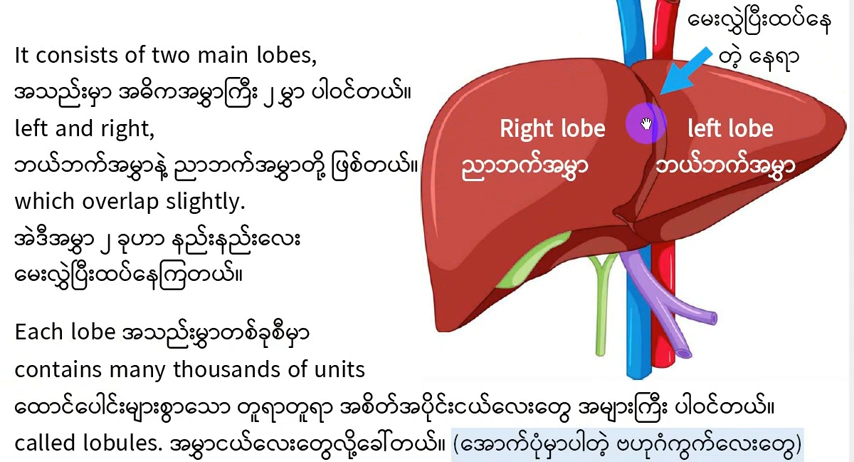 မေးလွှဲပြီးထပ်နေ
တဲ့ နေရာ
It consists of two main lobes,
အသည်းမှာ အဓိကအမွှာကြီး ၂ မွှာ ပါဝင်တယ်။
left and right,
ဘယ်ဘက်အမွှာနဲ့ ညာဘက်အမွှာတို့ ဖြစ်တယ်။
which overlap slightly.
အဲဒီအမွှာ ၂ ခုဟာ နည်းနည်းလေး
မေးလွှဲပြီးထပ်နေကြတယ်။
Right lobe
ညာဘက်အမွှာ
left lobe
ဘယ်ဘက်အမွှာ
Each lobe အသည်းမွှာတစ်ခုစီမှာ
contains many thousands of units
ထောင်ပေါင်းများစွာသော တူရာတူရာ အစိတ်အပိုင်းငယ်လေးတွေ အများကြီး ပါဝင်တယ်။
called lobules. အမွှာငယ်လေးတွေလို့ခေါ်တယ်။ (အောက်ပုံမှာပါတဲ့ ဗဟုဂံကွက်လေးတွေ)